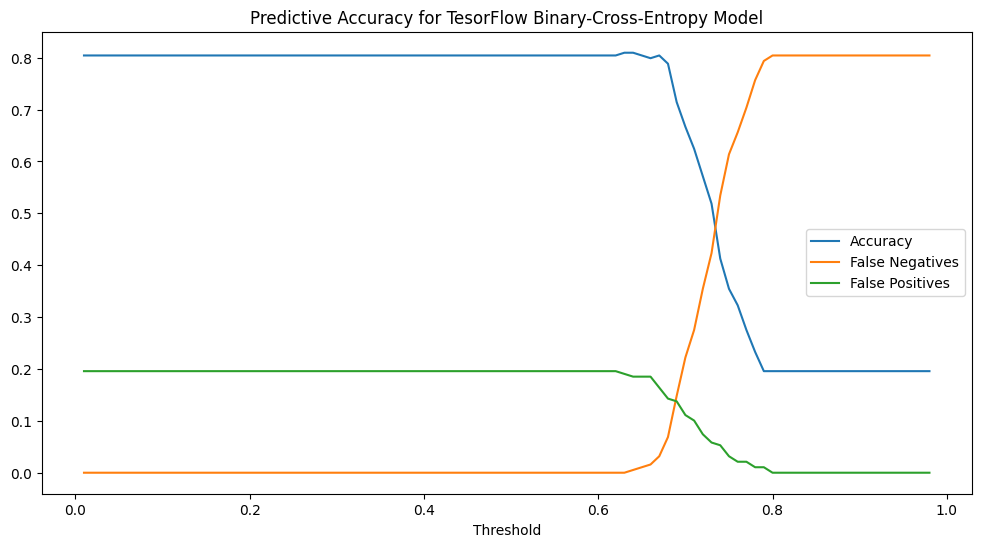 Predictive Accuracy for TesorFlow Binary-Cross-Entropy Model
0.8
0.7
0.6
0.5
0.4
0.3
0.2
0.1
0.0
Accuracy
False Negatives
False Positives
0.0 0.2 0.4 0.6 0.8 1.0
Threshold